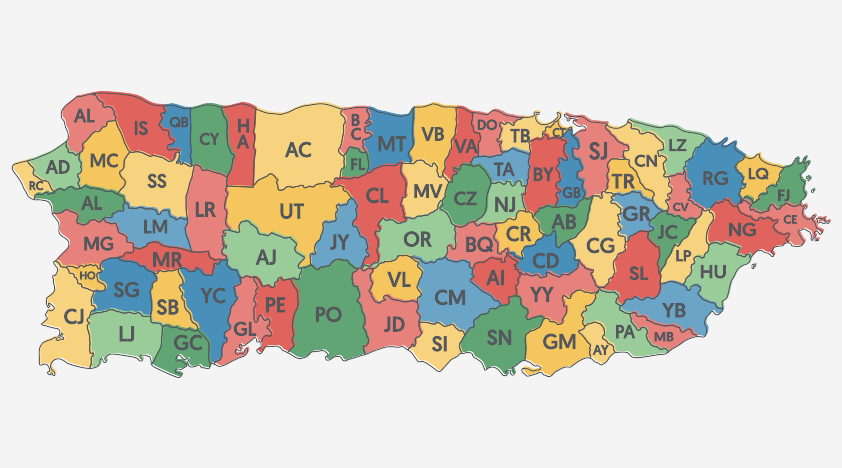 AL
IS
QB
CY
HA
AC
BC
MT
VB
VA
DO
TB
CT
SJ
CN
LZ
AD
MC
FL
RC
SS
TA
BY
GB
TR
RG
LQ
FJ
AL
LR
UT
CL
MV
CZ
NJ
AB
GR
CV
CE
MG
LM
JY
OR
BQ
CR
CG
JC
NG
MR
AJ
CD
LP
HO
SG
SB
YC
VL
AI
SL
HU
CJ
GL
PE
PO
CM
YY
YB
LJ
GC
JD
SI
SN
GM
AY
PA
MB